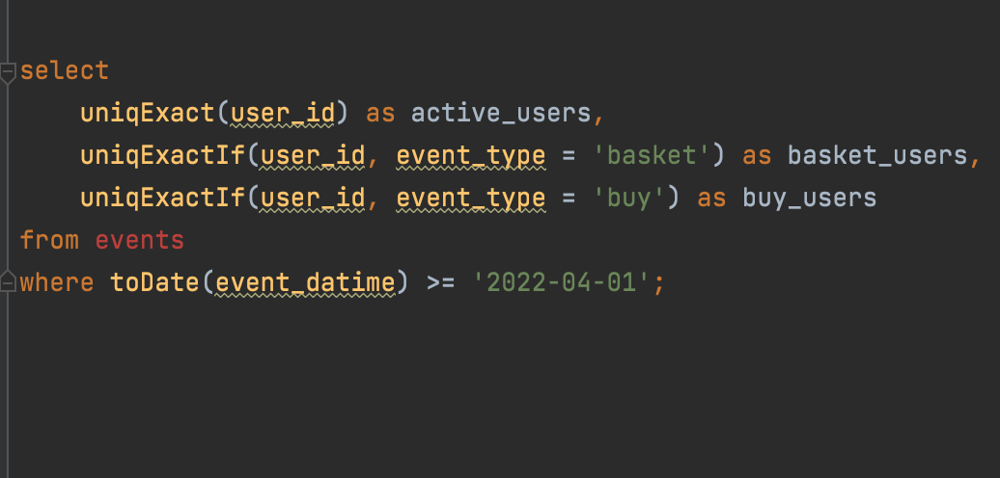 select
    uniqExact(user_id) as active_users,
    uniqExactIf(user_id, event_type = 'basket') as basket_users,
    uniqExactIf(user_id, event_type = 'buy') as buy_users
from events
where toDate(event_datime) >= '2022-04-01';